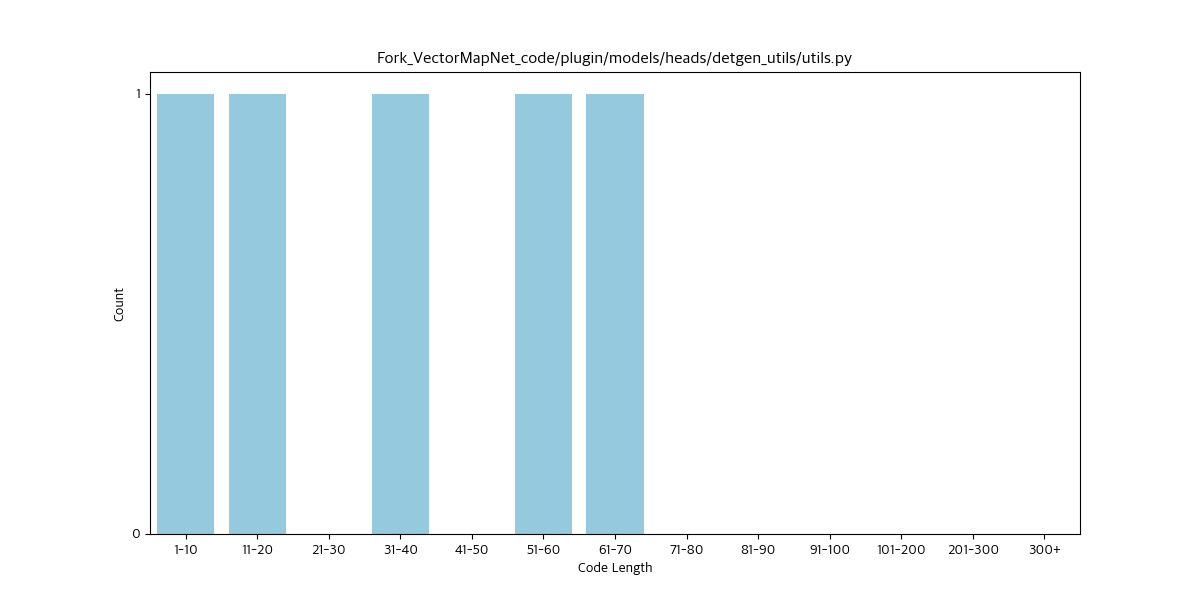 Fork_VectorMapNet_code/plugin/models/heads/detgen_utils/utils.py
1
Count
0
1-10 11-20 21-30 31-40 41-50 51-60 61-70 71-80 81-90 91-100 101-200 201-300 300+
Code Length